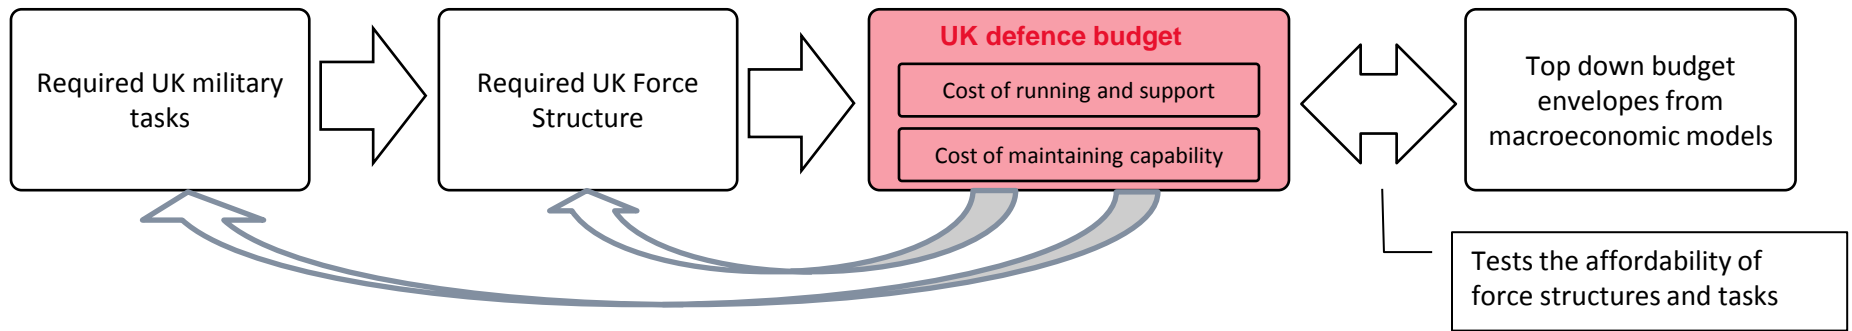 Required UK military
tasks
Required UK Force
Structure
UK defence budget
Cost of running and support
Cost of maintaining capability
Top down budget
envelopes from
macroeconomic models
Tests the affordability of
force structures and tasks